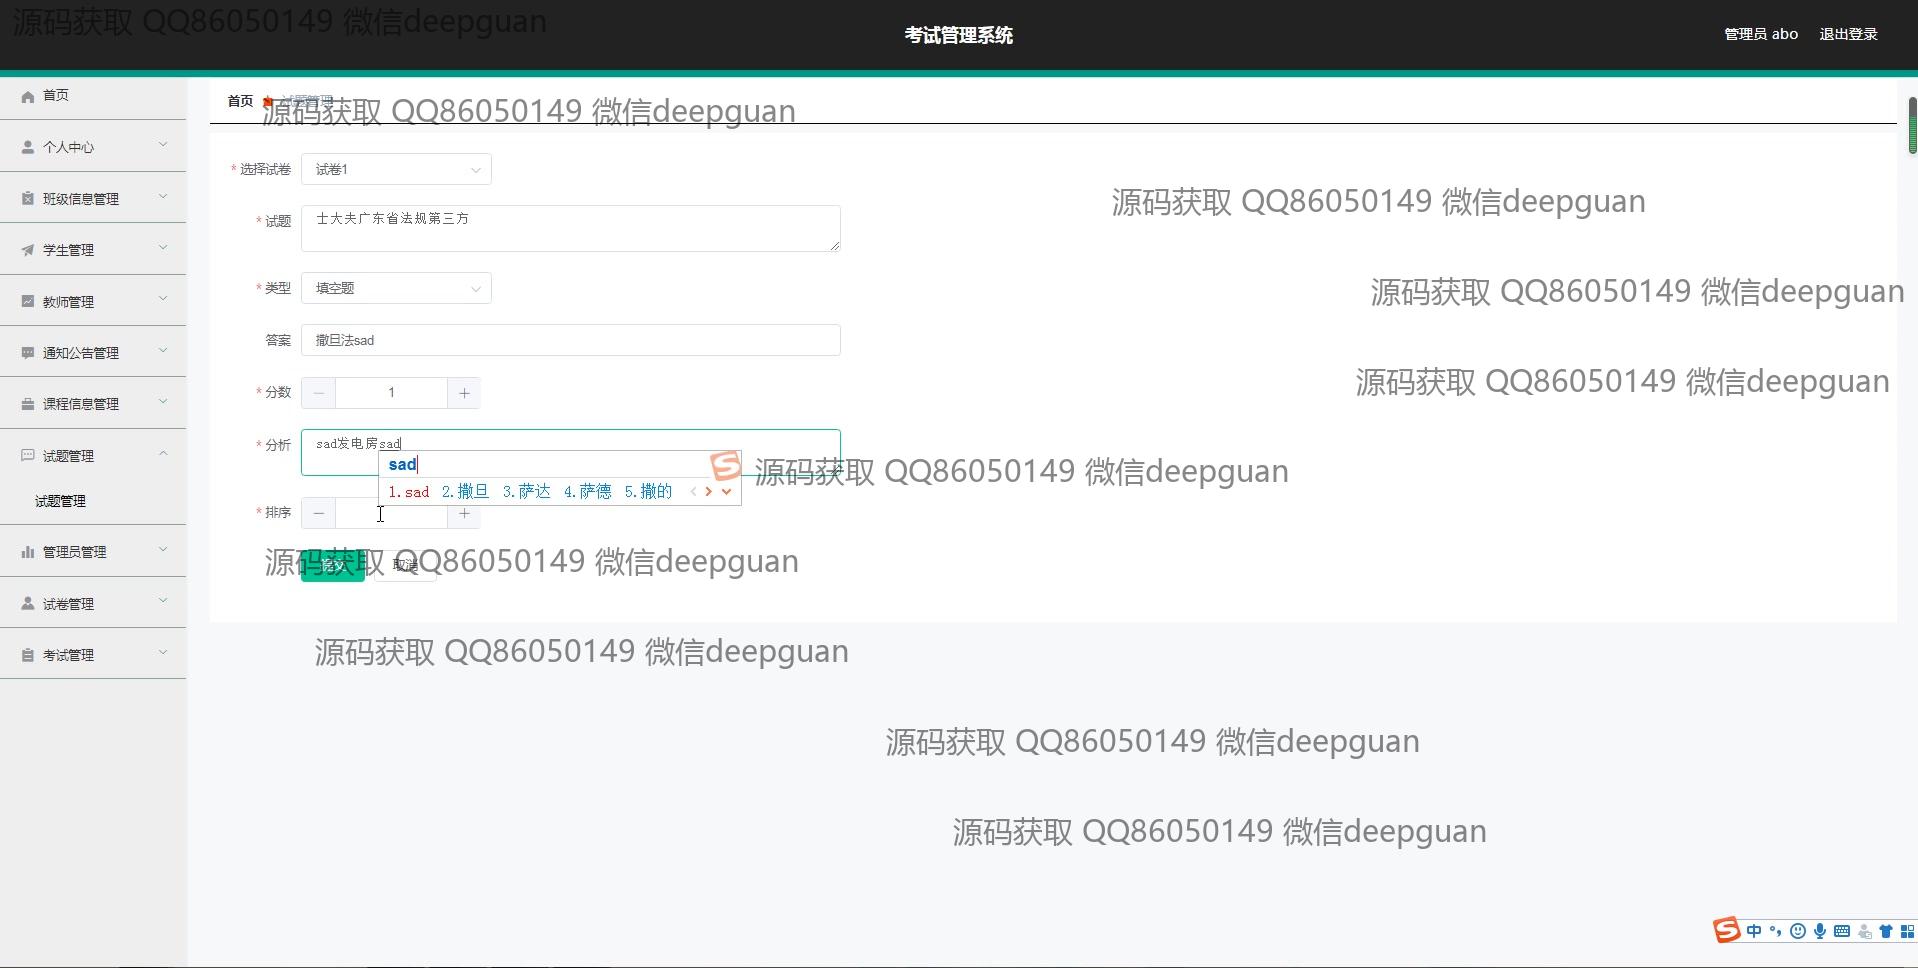 源码获取 QQ86050149 微信deepguan
考试管理系统
管理员 abo
退出登录
首页
个人中心
班级信息管理
学生管理
教师管理
通知公告管理
课程信息管理
试题管理
试题管理
管理员管理
试卷管理
考试管理
首页 试题管理
源码获取 QQ86050149 微信deepguan
* 选择试卷 试卷1
源码获取 QQ86050149 微信deepguan
* 试题 士大夫广东省法规第三方
* 类型 填空题
源码获取 QQ86050149 微信deepguan
答案 撒旦法sad
* 分数 1
源码获取 QQ86050149 微信deepguan
* 分析 sad发电房sad
sad
1.sad 2.撒旦 3.萨达 4.萨德 5.撒的
源码获取 QQ86050149 微信deepguan
* 排序
提交 取消
源码获取 QQ86050149 微信deepguan
源码获取 QQ86050149 微信deepguan
源码获取 QQ86050149 微信deepguan
源码获取 QQ86050149 微信deepguan
中